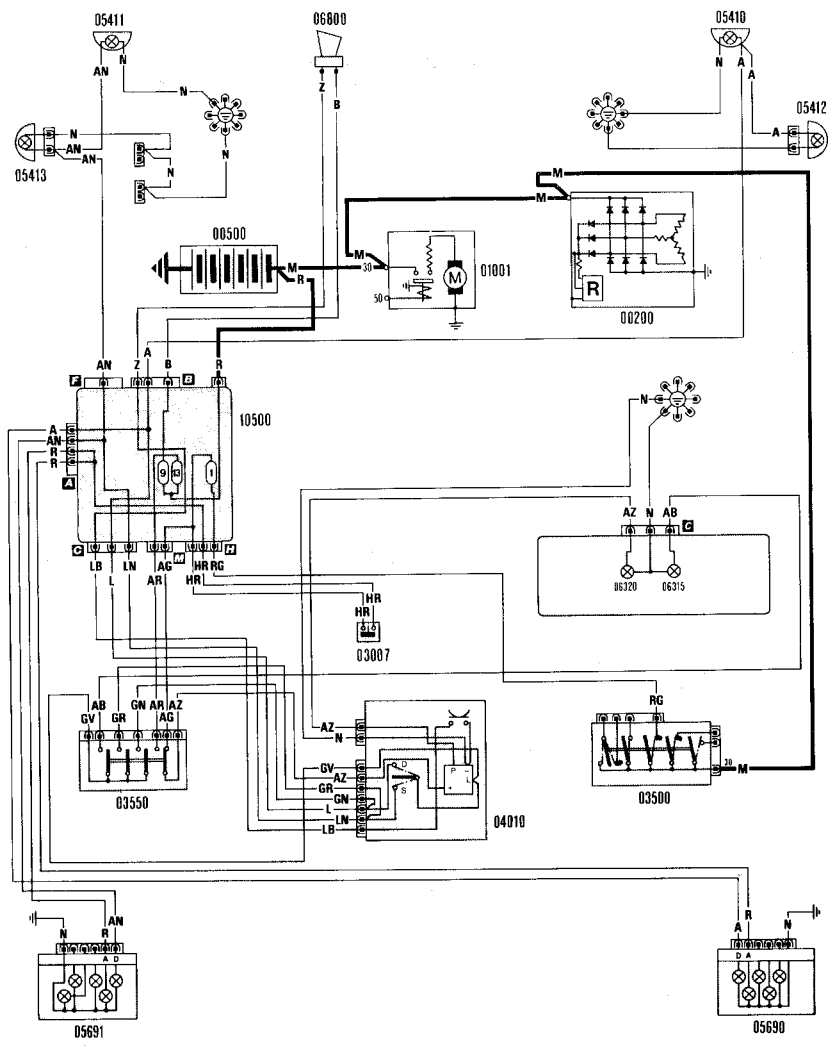 05411
06800
05410
N
AN
N
A
A
Z
B
N
05412
N
A
AN
AN
05413
N
N
M
M
00500
M
M
R
30
50
M
01001
R
00200
AN
Z
A
B
R
F
B
10500
A
AN
R
R
A
9
13
1
N
AZ
N
AB
C
06320
06315
C
M
H
LB
L
LN
AR
AG
HR
HR
RG
HR
HR
03007
GV
AB
GR
GN
AR
AG
AZ
03550
AZ
N
GV
AZ
GR
GN
L
LN
LB
D
S
P
L
+
04010
RG
30
M
03500
N
R
AN
A
D
05691
A
R
N
D
A
05690